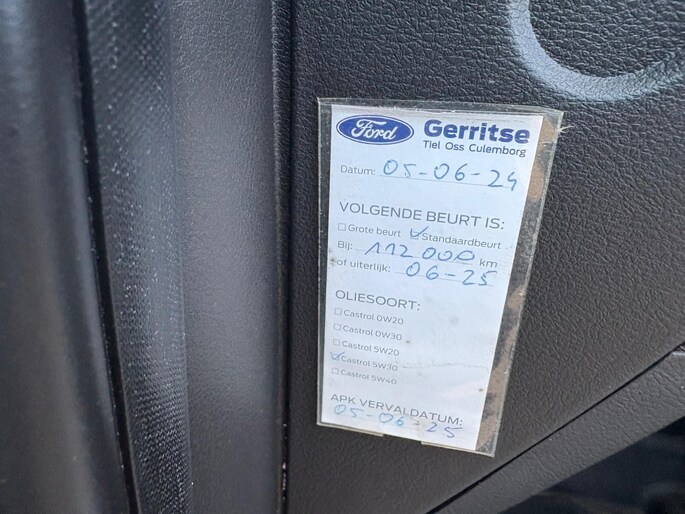 Ford Gerritse
Tiel Oss Culemborg
Datum: 05-06-24
VOLGENDE BEURT IS:
Grote beurt Standaardbeurt
Bij: 112 000 km
of uiterlijk: 06-25
OLIESOORT:
Castrol 0W20
Castrol 0W30
Castrol 5W20
Castrol 5W30
Castrol 5W40
APK VERVALDATUM:
05-06-25